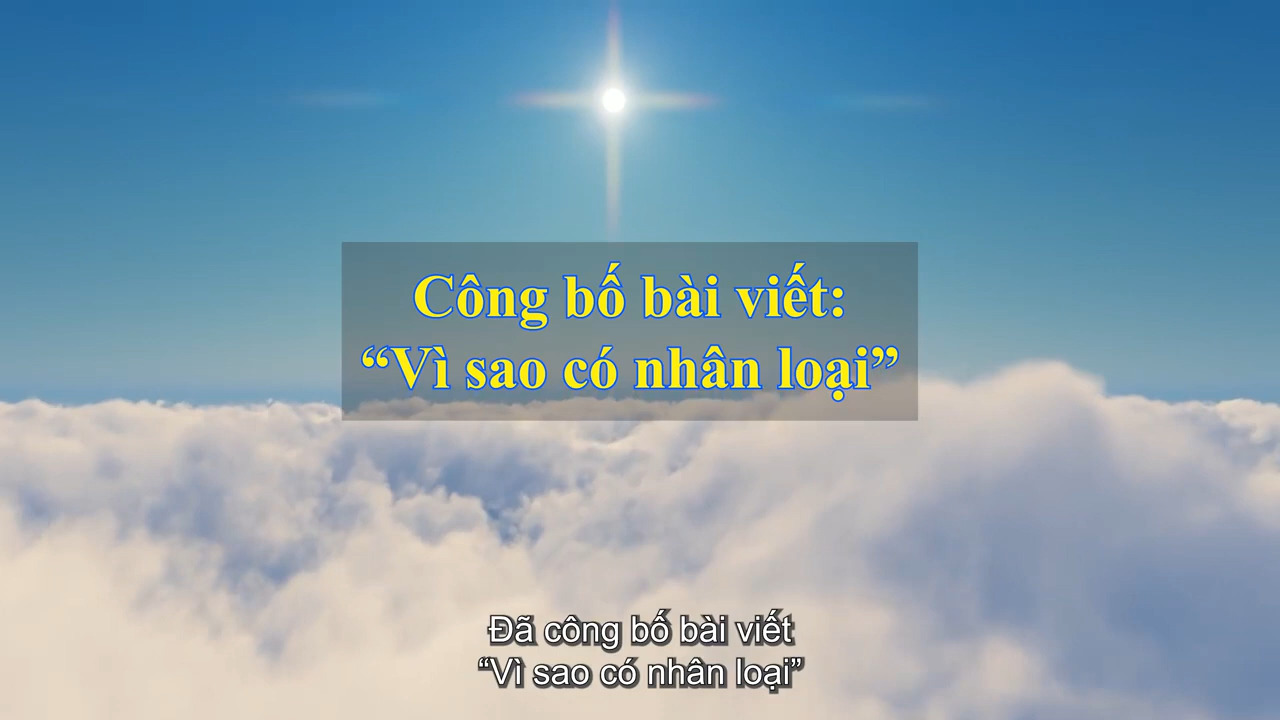 Công bố bài viết:
“Vì sao có nhân loại”
Đã công bố bài viết
“Vì sao có nhân loại”